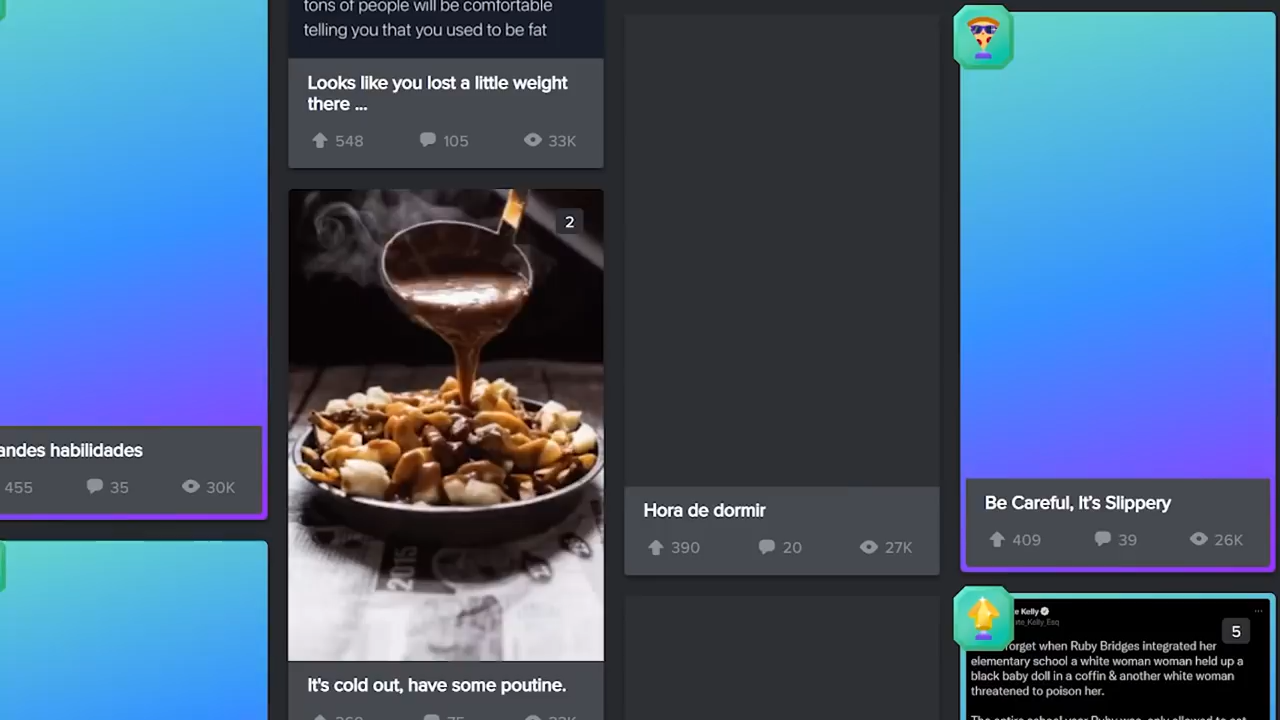 andes habilidades
455 35 30K
tons of people will be comfortable
telling you that you used to be fat
Looks like you lost a little weight
there ...
548 105 33K
2
2015
It's cold out, have some poutine.
Hora de dormir
390 20 27K
Be Careful, It's Slippery
409 39 26K
e Kelly
5
orget when Ruby Bridges integrated her
elementary school a white woman woman held up a
black baby doll in a coffin & another white woman
threatened to poison her.